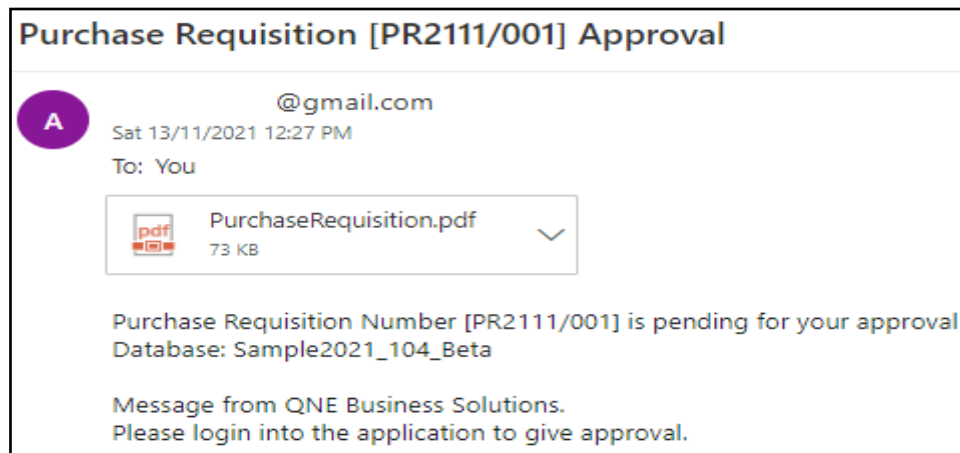 Purchase Requisition [PR2111/001] Approval
A
@gmail.com
Sat 13/11/2021 12:27 PM
To: You
pdf
PurchaseRequisition.pdf
73 KB
Purchase Requisition Number [PR2111/001] is pending for your approval
Database: Sample2021_104_Beta
Message from QNE Business Solutions.
Please login into the application to give approval.